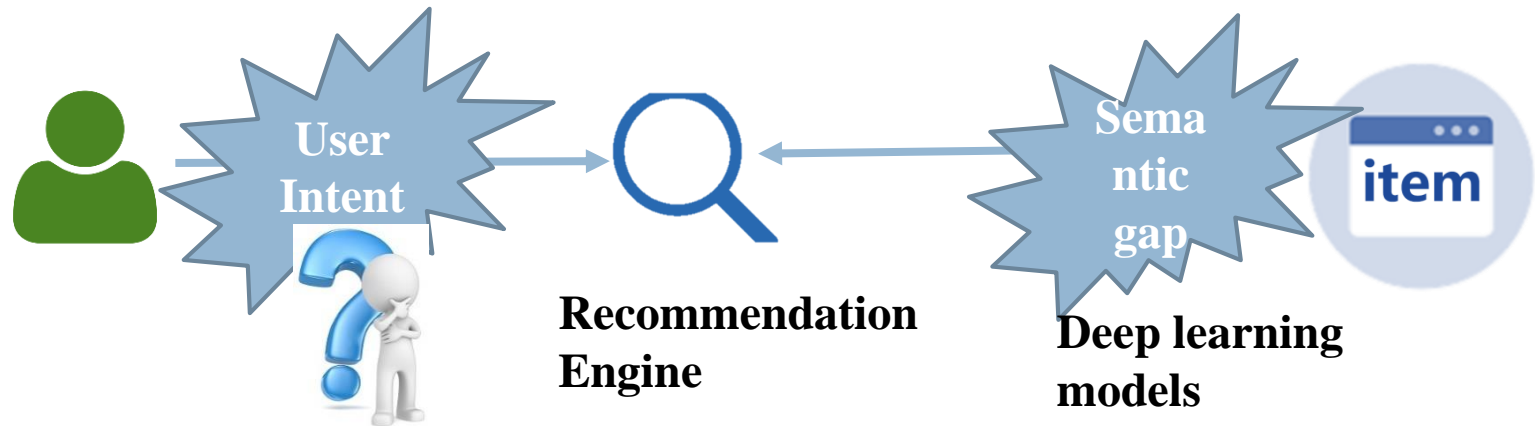 User
Intent
Recommendation
Engine
Sema
ntic
gap
Deep learning
models
item